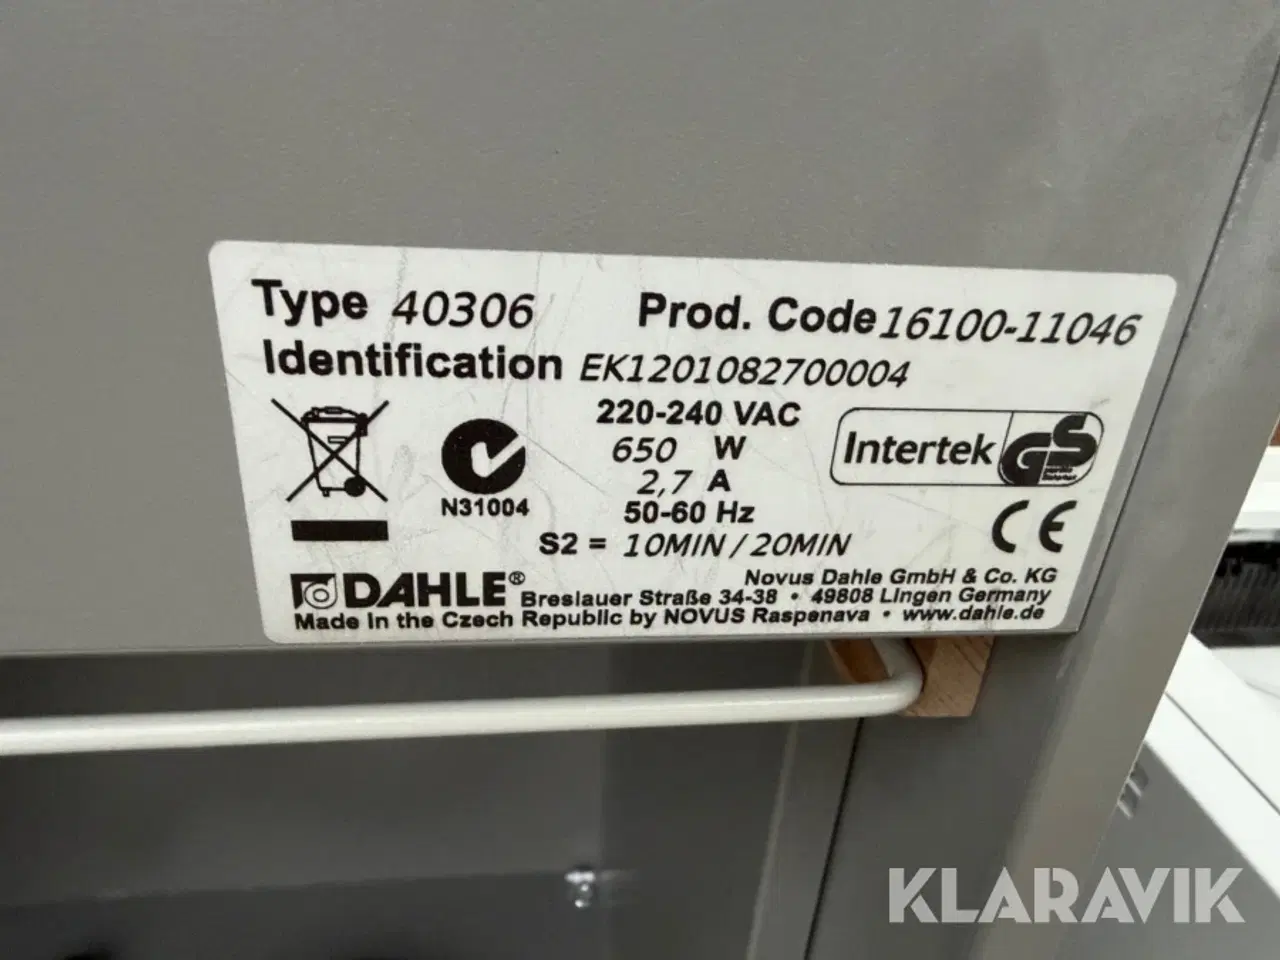 Type 40306 Prod. Code 16100-11046
Identification EK1201082700004
220-240 VAC
650 W
2,7 A
50-60 Hz
S2 = 10MIN/20MIN
N31004
Intertek GS
CE
DAHLE®
Novus Dahle GmbH & Co. KG
Breslauer Straße 34-38 • 49808 Lingen Germany
Made in the Czech Republic by NOVUS Raspenava • www.dahle.de
KLARAVIK